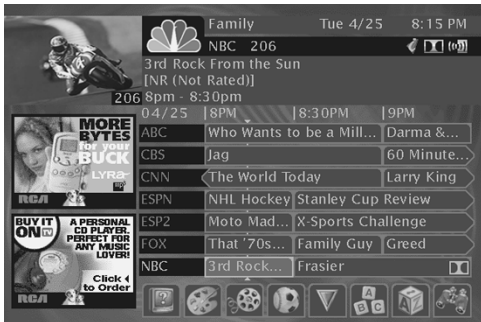 Family Tue 4/25 8:15 PM
NBC 206
3rd Rock From the Sun
[NR (Not Rated)]
206 8pm - 8:30pm
04/25 8PM 8:30PM 9PM
ABC Who Wants to be a Mill... Darma &...
CBS Jag 60 Minute...
CNN The World Today Larry King
ESPN NHL Hockey Stanley Cup Review
ESP2 Moto Mad... X-Sports Challenge
FOX That '70s... Family Guy Greed
NBC 3rd Rock... Frasier
MORE
BYTES
for your
BUCK
LYRA
RCA
BUY IT
ON TV
A PERSONAL
CD PLAYER.
PERFECT FOR
ANY MUSIC
LOVER!
Click
to Order
RCA
?
A
B C
A Z